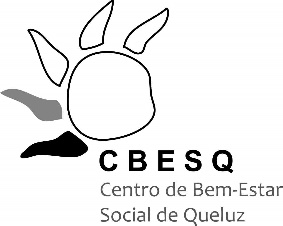 CBESQ
Centro de Bem-Estar
Social de Queluz